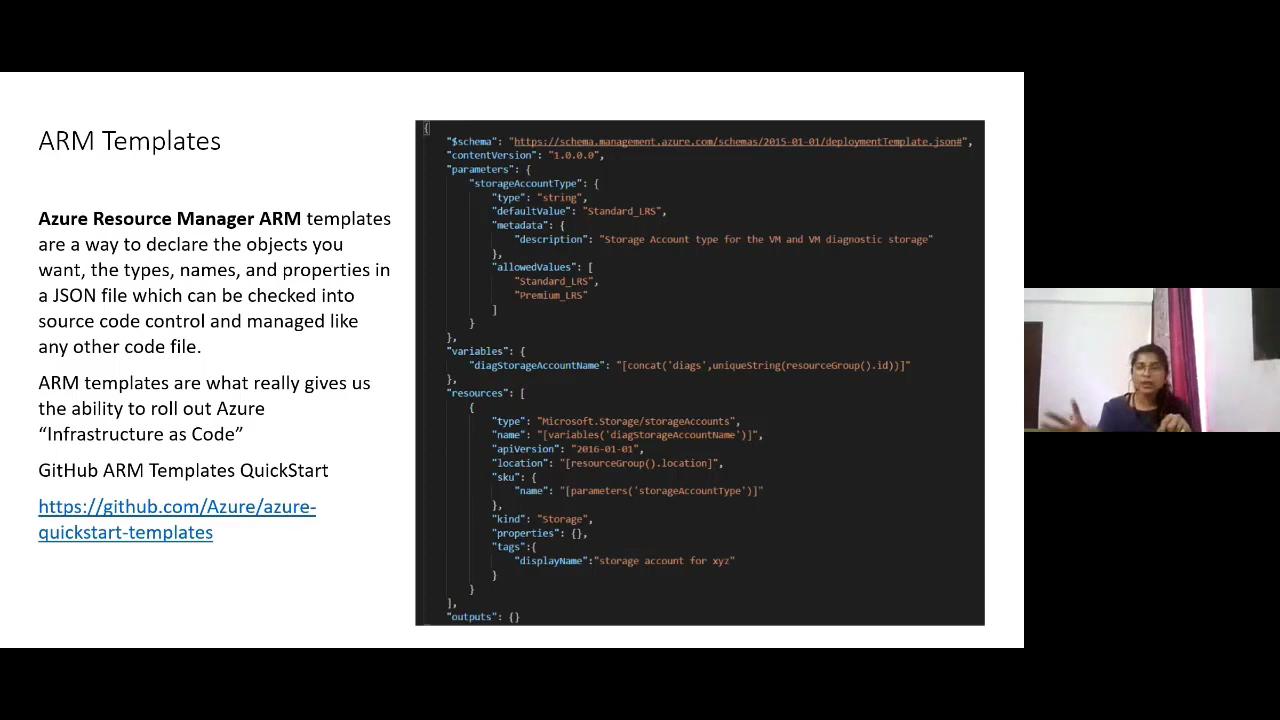 ARM Templates
Azure Resource Manager ARM templates
are a way to declare the objects you
want, the types, names, and properties in
a JSON file which can be checked into
source code control and managed like
any other code file.
ARM templates are what really gives us
the ability to roll out Azure
“Infrastructure as Code”
GitHub ARM Templates QuickStart
https://github.com/Azure/azure-
quickstart-templates
{
"$schema": "https://schema.management.azure.com/schemas/2015-01-01/deploymentTemplate.json#",
"contentVersion": "1.0.0.0",
"parameters": {
"storageAccountType": {
"type": "string",
"defaultValue": "Standard_LRS",
"metadata": {
"description": "Storage Account type for the VM and VM diagnostic storage"
},
"allowedValues": [
"Standard_LRS",
"Premium_LRS"
]
}
},
"variables": {
"diagStorageAccountName": "[concat('diags',uniqueString(resourceGroup().id))]"
},
"resources": [
{
"type": "Microsoft.Storage/storageAccounts",
"name": "[variables('diagStorageAccountName')]",
"apiVersion": "2016-01-01",
"location": "[resourceGroup().location]",
"sku": {
"name": "[parameters('storageAccountType')]"
},
"kind": "Storage",
"properties": {},
"tags":{
"displayName":"storage account for xyz"
}
}
],
"outputs": {}